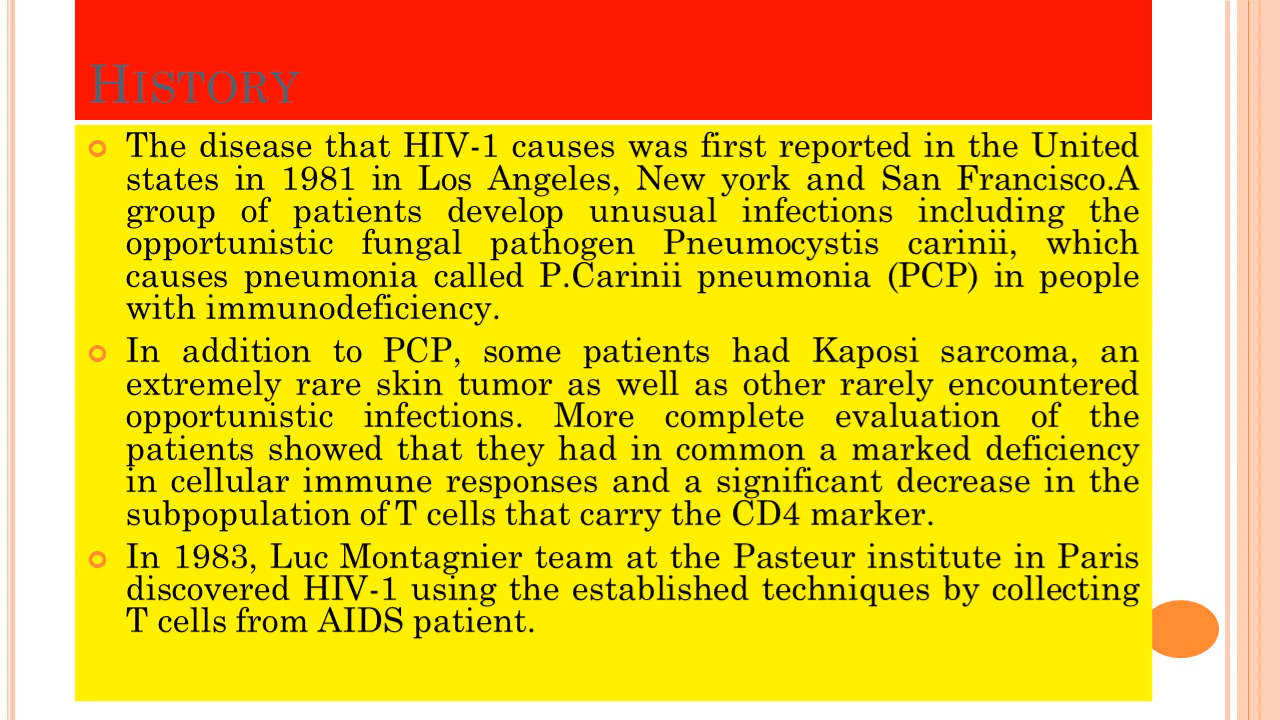 HISTORY
The disease that HIV-1 causes was first reported in the United
states in 1981 in Los Angeles, New york and San Francisco.A
group of patients develop unusual infections including the
opportunistic fungal pathogen Pneumocystis carinii, which
causes pneumonia called P.Carinii pneumonia (PCP) in people
with immunodeficiency.
In addition to PCP, some patients had Kaposi sarcoma, an
extremely rare skin tumor as well as other rarely encountered
opportunistic infections. More complete evaluation of the
patients showed that they had in common a marked deficiency
in cellular immune responses and a significant decrease in the
subpopulation of T cells that carry the CD4 marker.
In 1983, Luc Montagnier team at the Pasteur institute in Paris
discovered HIV-1 using the established techniques by collecting
T cells from AIDS patient.